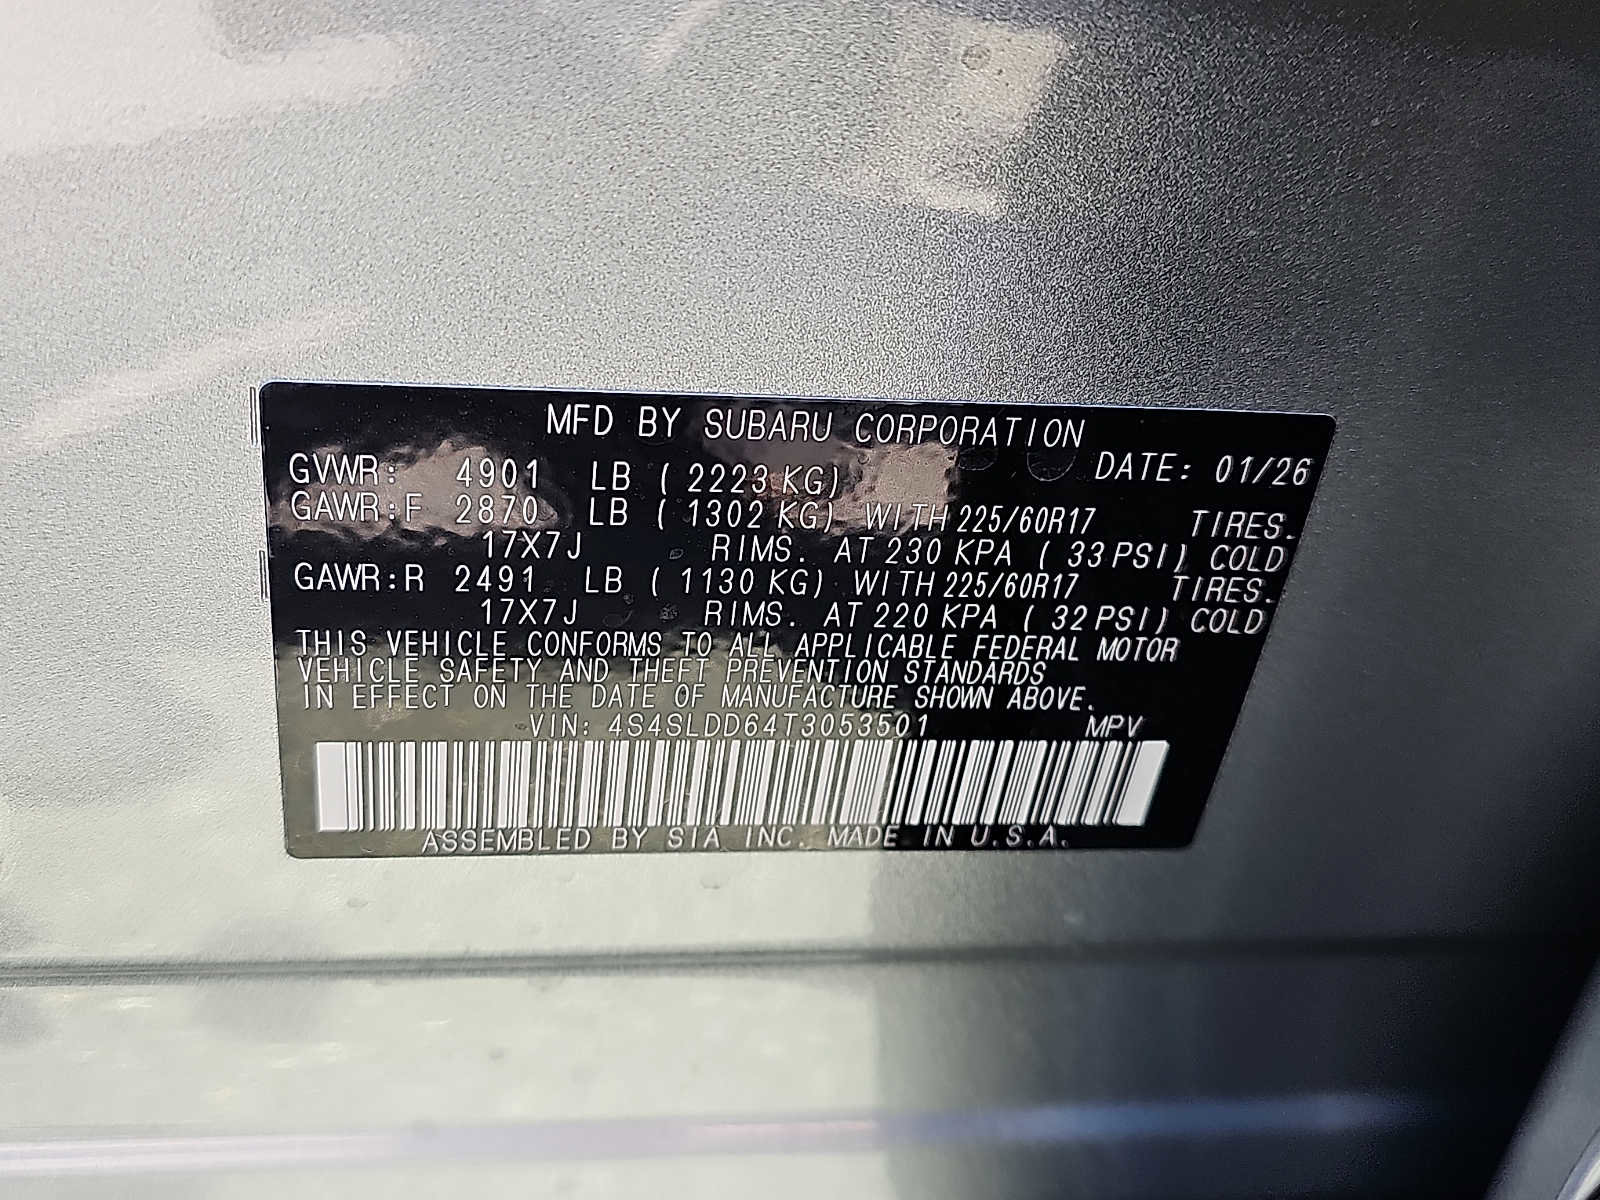 MFD BY SUBARU CORPORATION
GVWR: 4901 LB ( 2223 KG) DATE: 01/26
GAWR:F 2870 LB ( 1302 KG) WITH 225/60R17 TIRES.
17X7J RIMS. AT 230 KPA ( 33 PSI) COLD
GAWR:R 2491 LB ( 1130 KG) WITH 225/60R17 TIRES.
17X7J RIMS. AT 220 KPA ( 32 PSI) COLD
THIS VEHICLE CONFORMS TO ALL APPLICABLE FEDERAL MOTOR
VEHICLE SAFETY AND THEFT PREVENTION STANDARDS
IN EFFECT ON THE DATE OF MANUFACTURE SHOWN ABOVE.
VIN: 4S4SLDD64T3053501 MPV
ASSEMBLED BY SIA INC. MADE IN U.S.A.